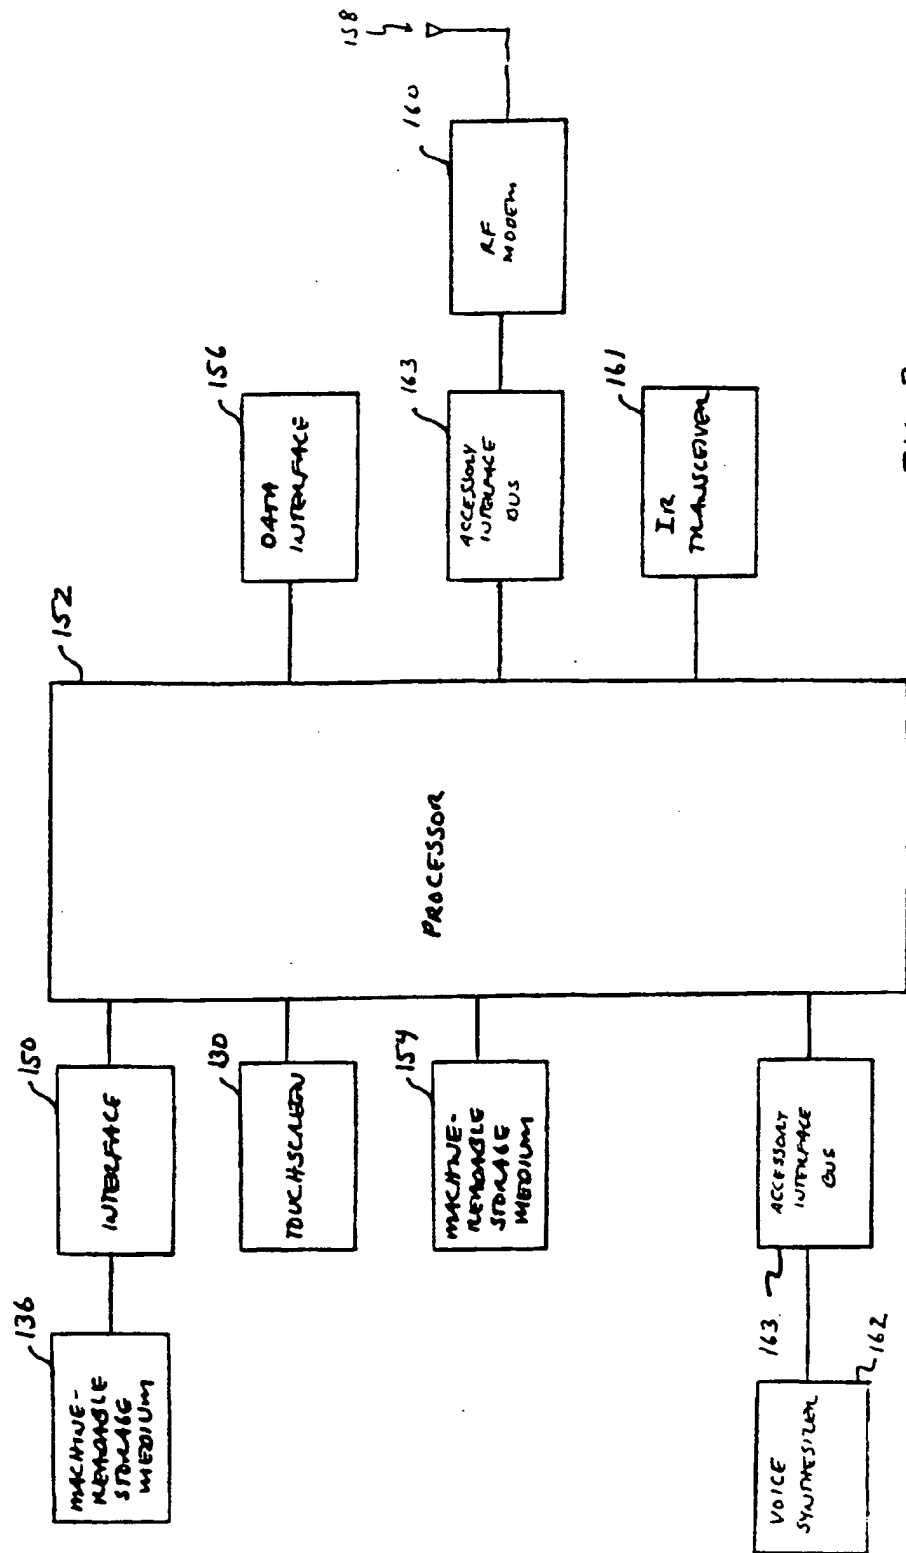 136
MACHINE-
READABLE
STORAGE
MEDIUM
150
INTERFACE
130
TOUCHSCREEN
154
MACHINE-
READABLE
STORAGE
MEDIUM
163
ACCESSORY
INTERFACE
BUS
162
VOICE
SYNTHESIZER
152
PROCESSOR
156
DATA
INTERFACE
163
ACCESSORY
INTERFACE
BUS
160
RF
MODEM
158
161
IR
TRANSCEIVER